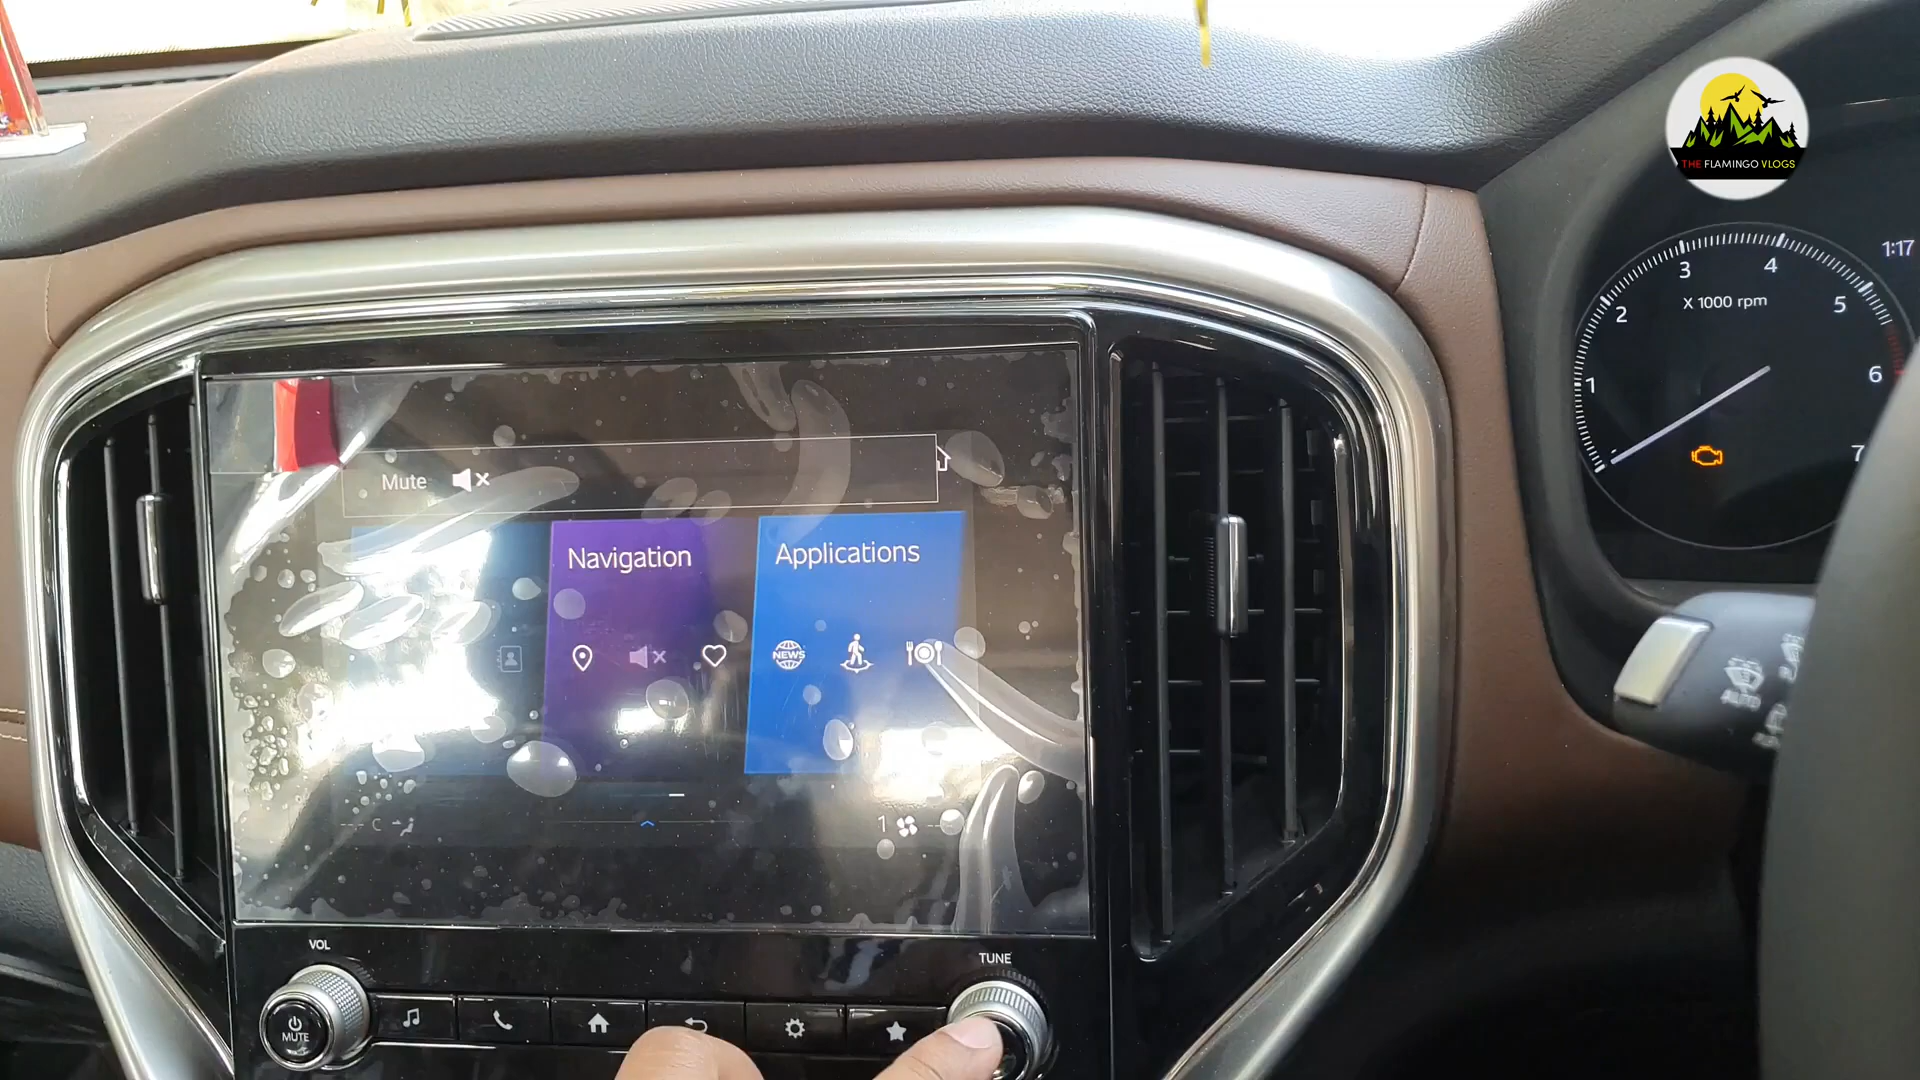 THE FLAMINGO VLOGS
1:17
1
2
3
4
5
6
7
X 1000 rpm
Mute
Navigation
Applications
NEWS
C
1
AUTO
VOL
TUNE
MUTE